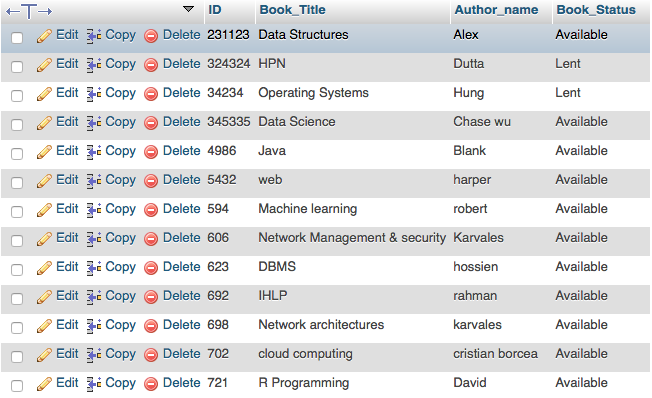 ID Book_Title Author_name Book_Status
Edit Copy Delete 231123 Data Structures Alex Available
Edit Copy Delete 324324 HPN Dutta Lent
Edit Copy Delete 34234 Operating Systems Hung Lent
Edit Copy Delete 345335 Data Science Chase wu Available
Edit Copy Delete 4986 Java Blank Available
Edit Copy Delete 5432 web harper Available
Edit Copy Delete 594 Machine learning robert Available
Edit Copy Delete 606 Network Management & security Karvales Available
Edit Copy Delete 623 DBMS hossien Available
Edit Copy Delete 692 IHLP rahman Available
Edit Copy Delete 698 Network architectures karvales Available
Edit Copy Delete 702 cloud computing cristian borcea Available
Edit Copy Delete 721 R Programming David Available